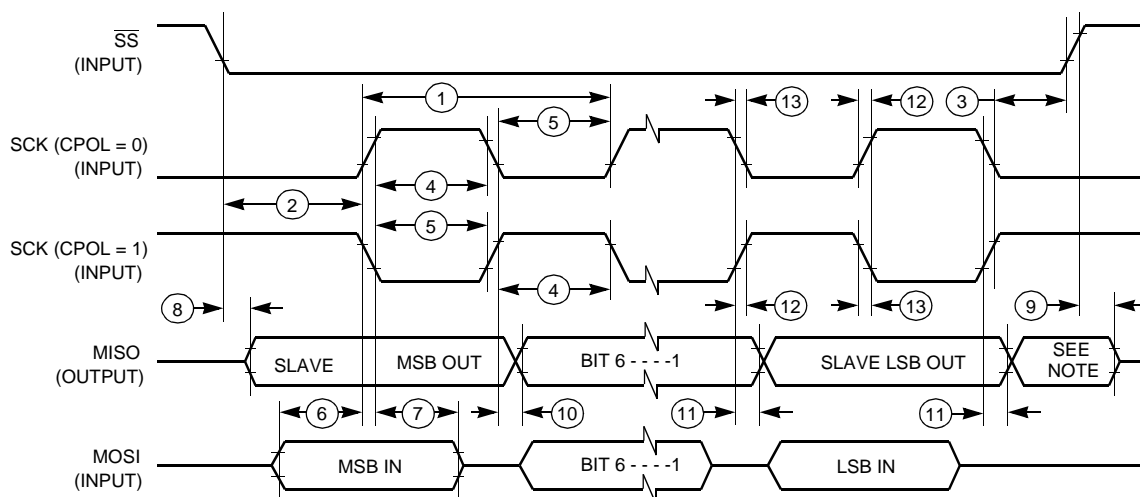 SS
(INPUT)
1
13
12
3
5
SCK (CPOL = 0)
(INPUT)
4
2
5
SCK (CPOL = 1)
(INPUT)
4
12
13
8
9
MISO
(OUTPUT)
SLAVE
MSB OUT
BIT 6 - - - -1
SLAVE LSB OUT
SEE
NOTE
6
7
10
11
11
MOSI
(INPUT)
MSB IN
BIT 6 - - - -1
LSB IN